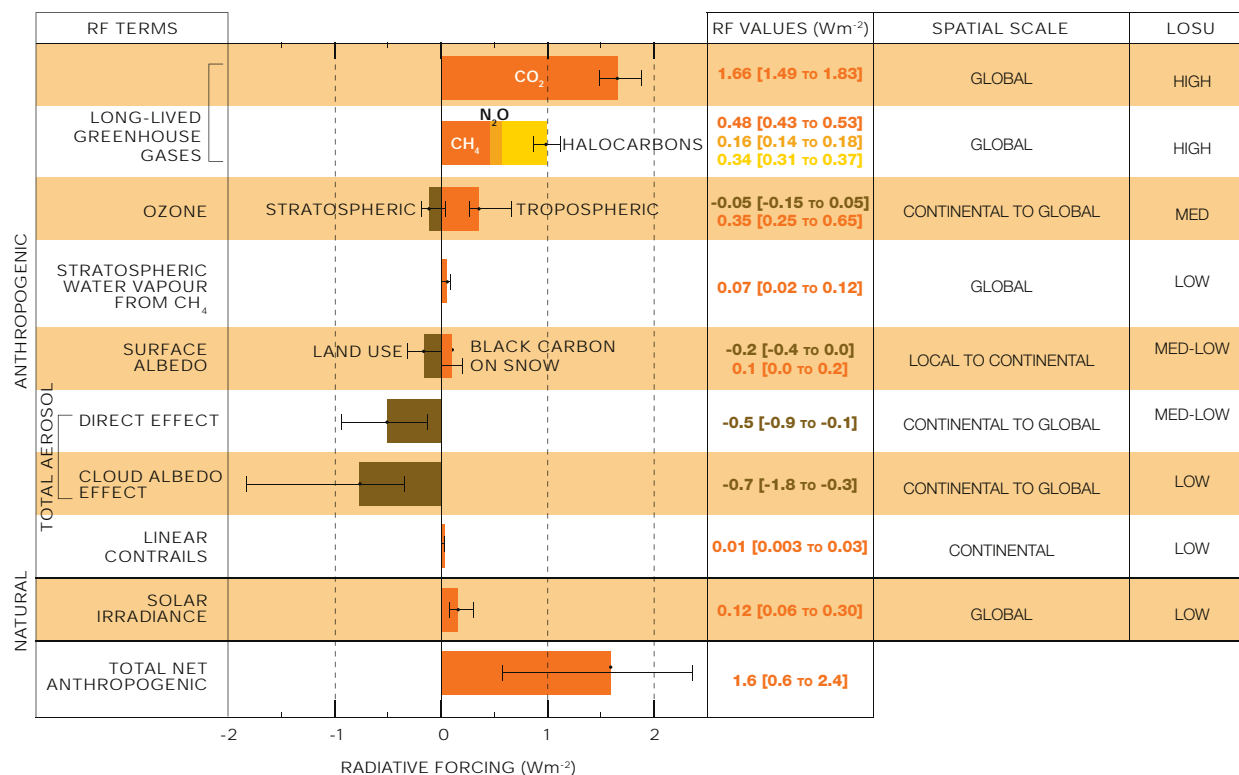 RF TERMS
RF VALUES (Wm-2)
SPATIAL SCALE
LOSU
ANTHROPOGENIC
LONG-LIVED
GREENHOUSE
GASES
CO2
1.66 [1.49 TO 1.83]
GLOBAL
HIGH
N2O
CH4
HALOCARBONS
0.48 [0.43 TO 0.53]
0.16 [0.14 TO 0.18]
0.34 [0.31 TO 0.37]
GLOBAL
HIGH
OZONE
STRATOSPHERIC
TROPOSPHERIC
-0.05 [-0.15 TO 0.05]
0.35 [0.25 TO 0.65]
CONTINENTAL TO GLOBAL
MED
STRATOSPHERIC
WATER VAPOUR
FROM CH4
0.07 [0.02 TO 0.12]
GLOBAL
LOW
SURFACE
ALBEDO
LAND USE
BLACK CARBON
ON SNOW
-0.2 [-0.4 TO 0.0]
0.1 [0.0 TO 0.2]
LOCAL TO CONTINENTAL
MED-LOW
TOTAL AEROSOL
DIRECT EFFECT
-0.5 [-0.9 TO -0.1]
CONTINENTAL TO GLOBAL
MED-LOW
CLOUD ALBEDO
EFFECT
-0.7 [-1.8 TO -0.3]
CONTINENTAL TO GLOBAL
LOW
LINEAR
CONTRAILS
0.01 [0.003 TO 0.03]
CONTINENTAL
LOW
NATURAL
SOLAR
IRRADIANCE
0.12 [0.06 TO 0.30]
GLOBAL
LOW
TOTAL NET
ANTHROPOGENIC
1.6 [0.6 TO 2.4]
-2 -1 0 1 2
RADIATIVE FORCING (Wm-2)